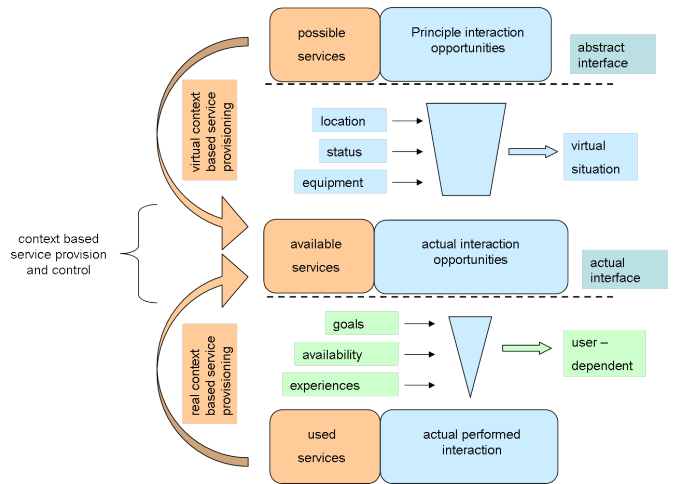 possible
services
Principle interaction
opportunities
abstract
interface
virtual context
based service
provisioning
location
status
equipment
virtual
situation
context based
service provision
and control
available
services
actual interaction
opportunities
actual
interface
real context
based service
provisioning
goals
availability
experiences
user –
dependent
used
services
actual performed
interaction